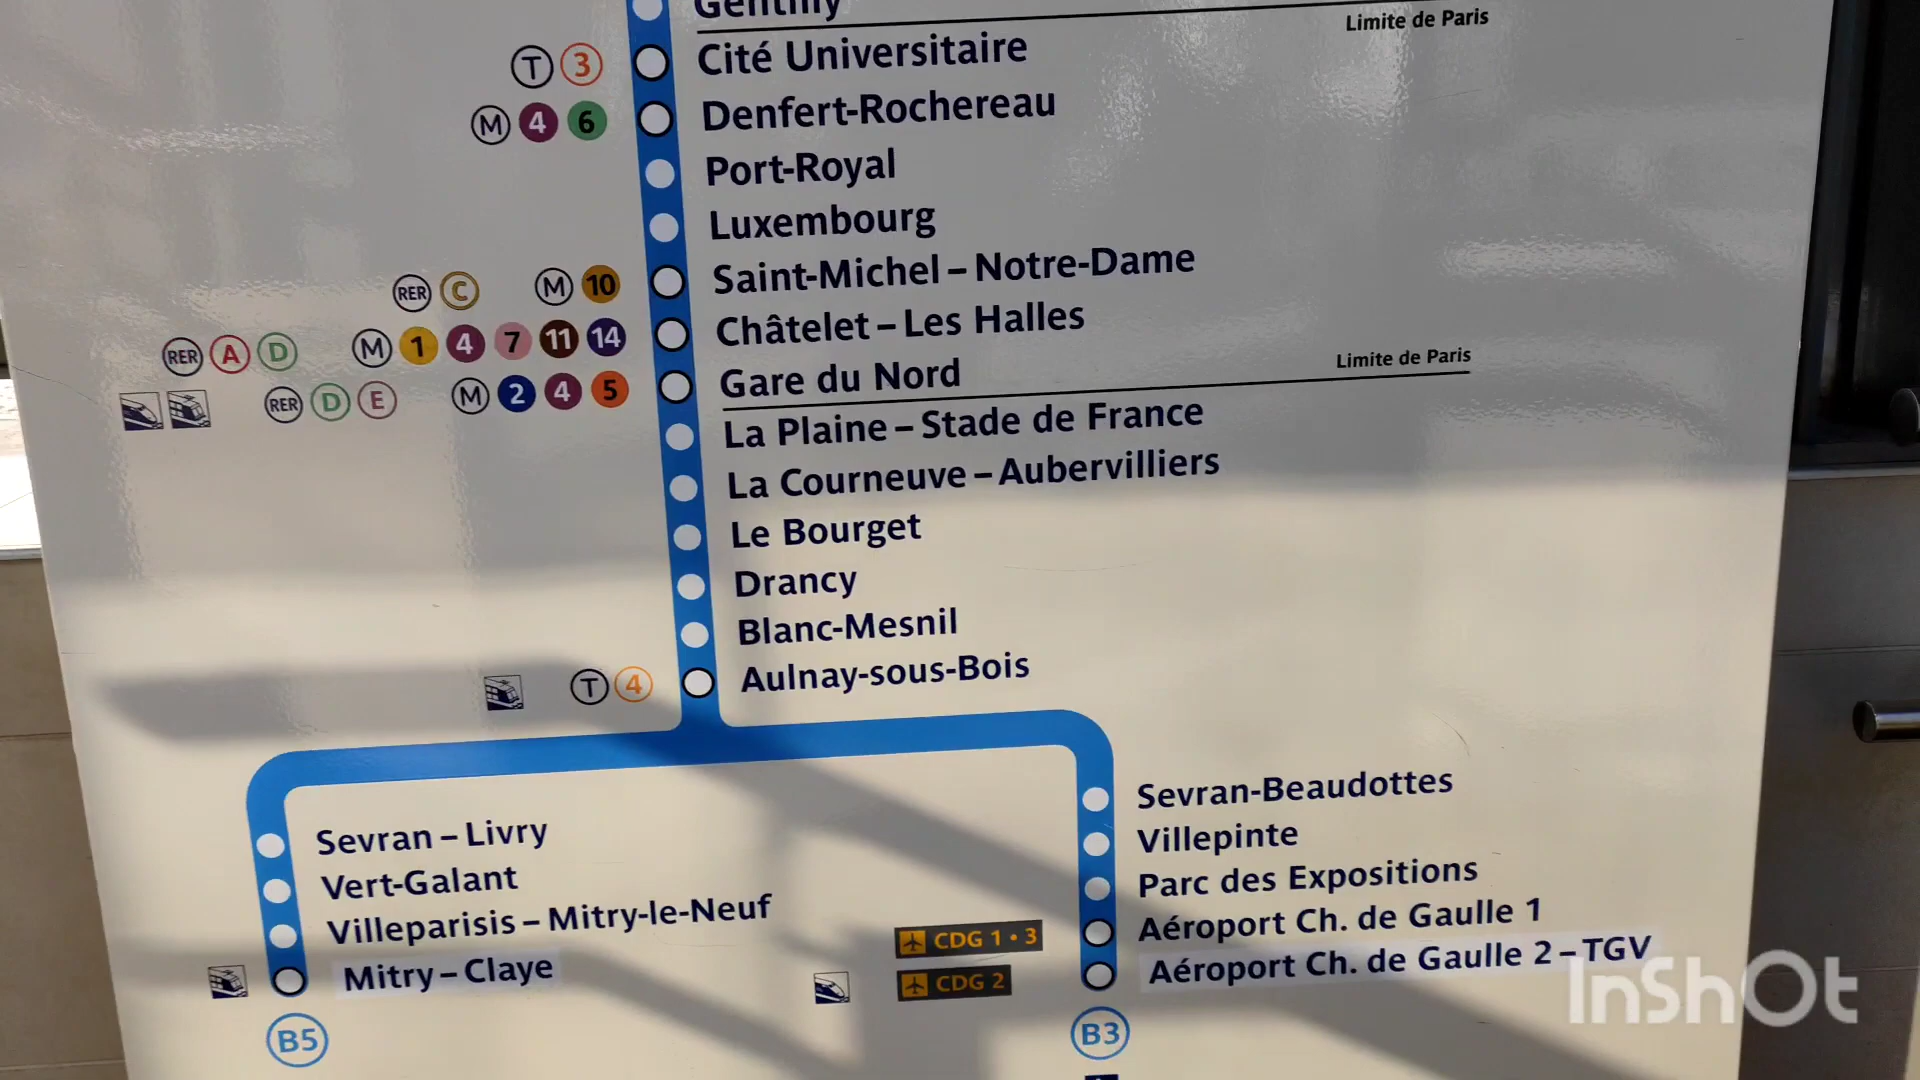 Gentilly
Limite de Paris
T 3 Cité Universitaire
M 4 6 Denfert-Rochereau
Port-Royal
Luxembourg
RER C M 10 Saint-Michel – Notre-Dame
RER A D M 1 4 7 11 14 Châtelet – Les Halles
RER D E M 2 4 5 Gare du Nord
Limite de Paris
La Plaine – Stade de France
La Courneuve – Aubervilliers
Le Bourget
Drancy
Blanc-Mesnil
T 4 Aulnay-sous-Bois
Sevran – Livry
Vert-Galant
Villeparisis – Mitry-le-Neuf
Mitry – Claye
B5
Sevran-Beaudottes
Villepinte
Parc des Expositions
CDG 1 • 3 Aéroport Ch. de Gaulle 1
CDG 2 Aéroport Ch. de Gaulle 2 – TGV
B3
InShOt